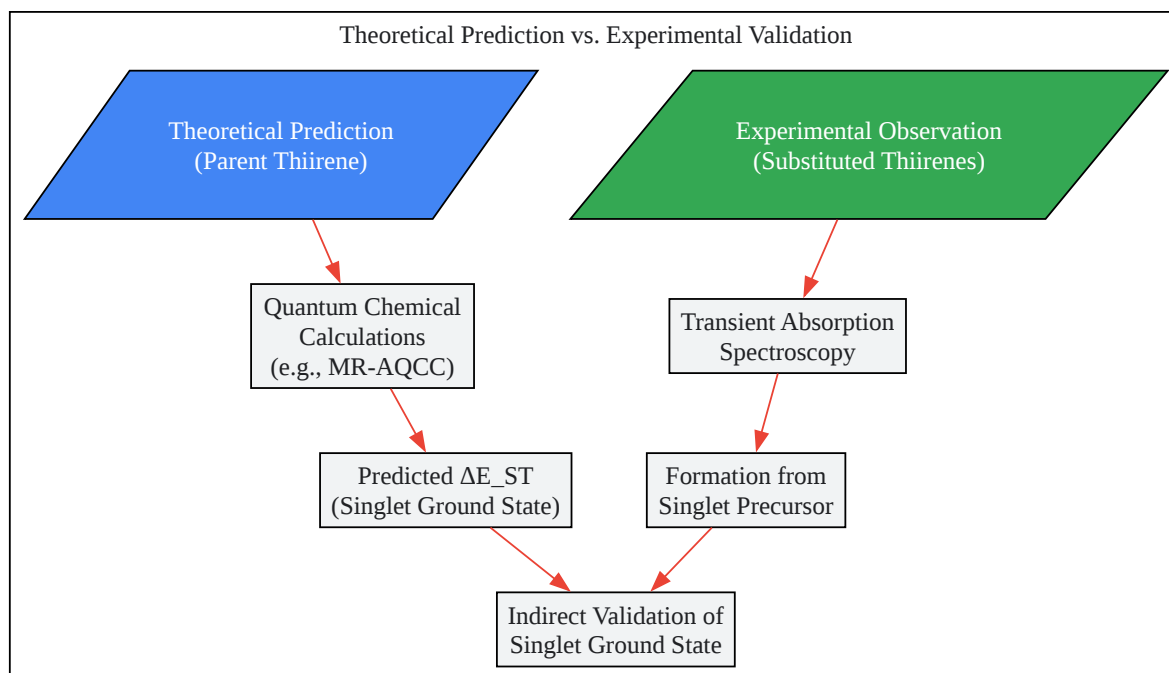 Theoretical Prediction vs. Experimental Validation
Theoretical Prediction
(Parent Thiirene)
Experimental Observation
(Substituted Thiirenes)
Quantum Chemical
Calculations
(e.g., MR-AQCC)
Transient Absorption
Spectroscopy
Predicted ΔE_ST
(Singlet Ground State)
Formation from
Singlet Precursor
Indirect Validation of
Singlet Ground State